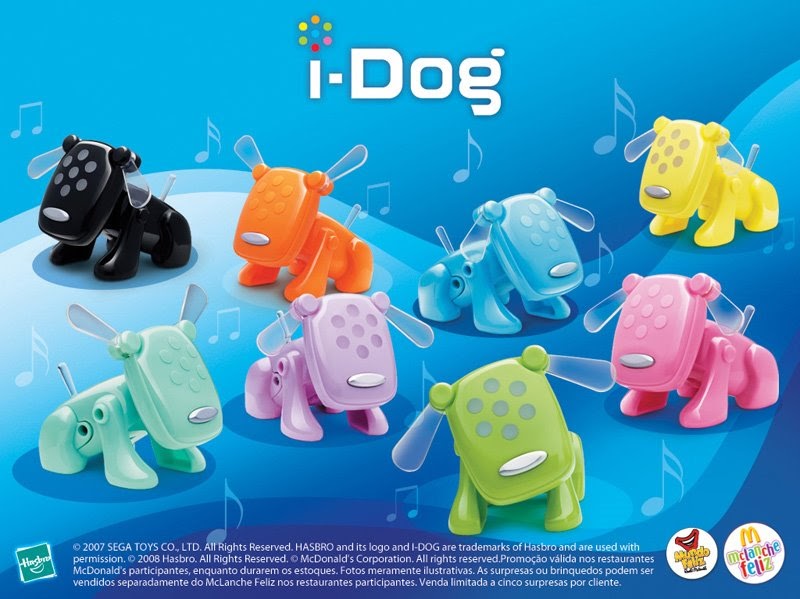 i-Dog
© 2007 SEGA TOYS CO., LTD. All Rights Reserved. HASBRO and its logo and I-DOG are trademarks of Hasbro and are used with
permission. © 2008 Hasbro. All Rights Reserved. © McDonald's Corporation. All rights reserved.Promoção válida nos restaurantes
McDonald's participantes, enquanto durarem os estoques. Fotos meramente ilustrativas. As surpresas ou brinquedos podem ser
vendidos separadamente do McLanche Feliz nos restaurantes participantes. Venda limitada a cinco surpresas por cliente.
Hasbro
Mundo
Feliz
mclanche
feliz